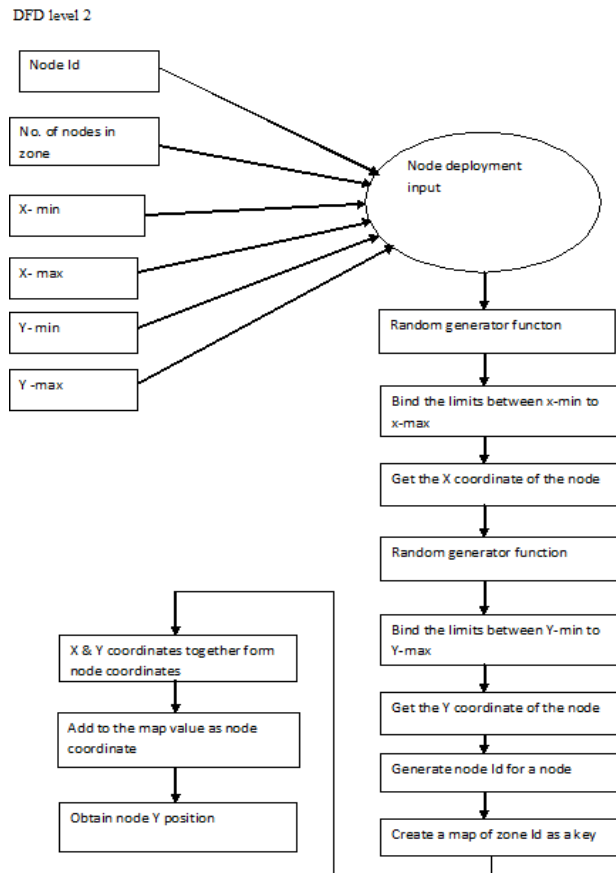 DFD level 2
Node Id
No. of nodes in
zone
X- min
X- max
Y- min
Y -max
Node deployment
input
Random generator functon
Bind the limits between x-min to
x-max
Get the X coordinate of the node
Random generator function
Bind the limits between Y-min to
Y-max
Get the Y coordinate of the node
Generate node Id for a node
Create a map of zone Id as a key
X & Y coordinates together form
node coordinates
Add to the map value as node
coordinate
Obtain node Y position